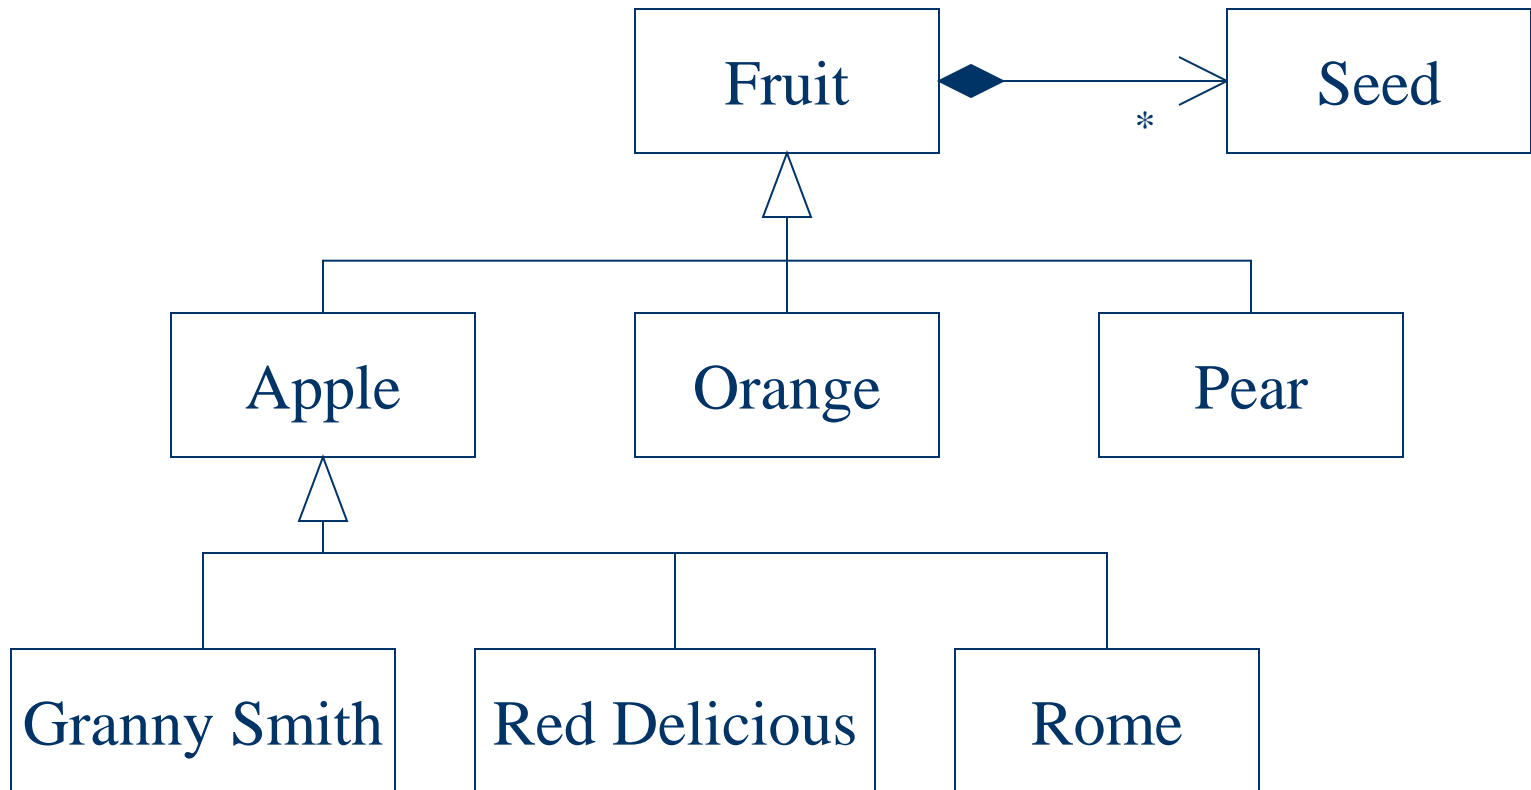 Fruit
Seed
*
Apple
Orange
Pear
Granny Smith
Red Delicious
Rome